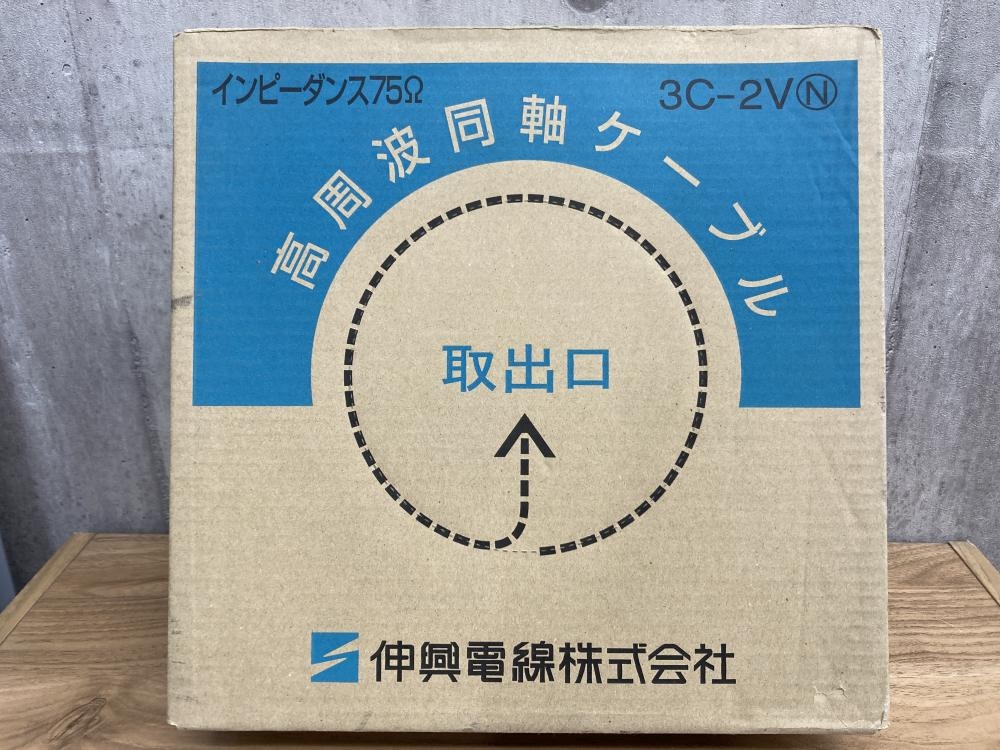 インピーダンス75Ω
3C-2VⓃ
高周波同軸ケーブル
取出口
伸興電線株式会社